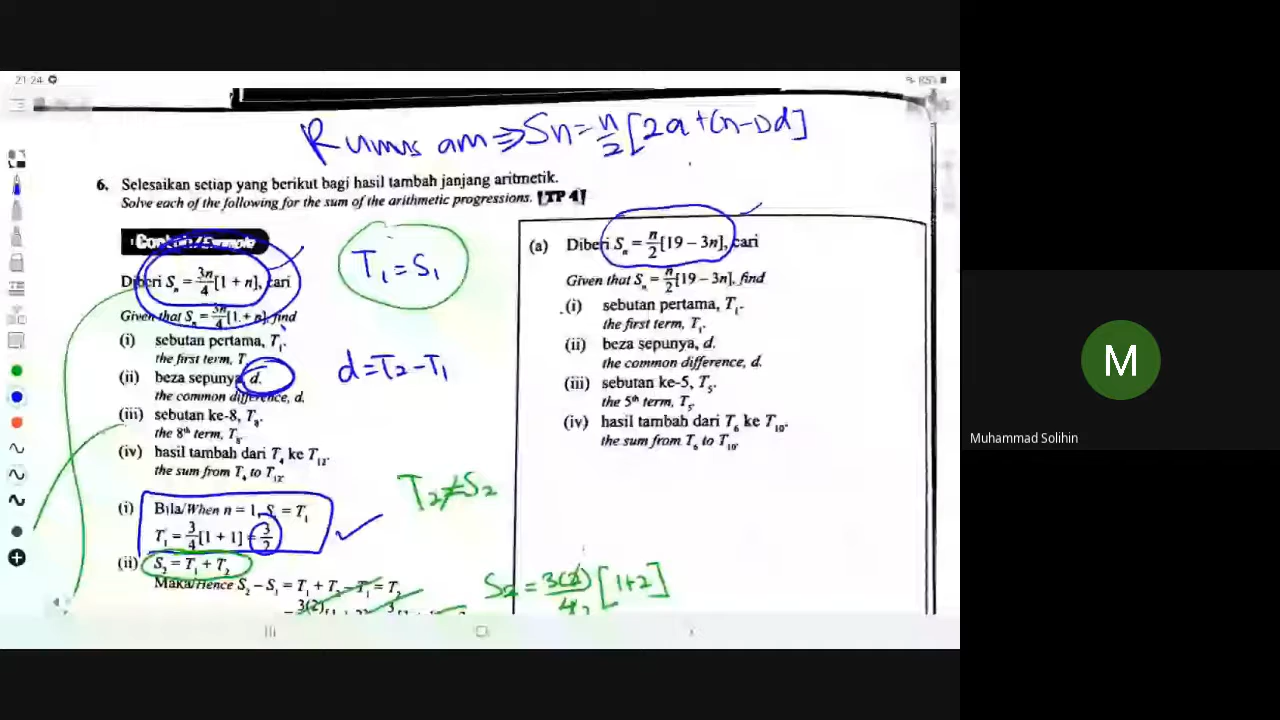 21:24
Rumus am ⇒ Sn = n/2 [2a + (n-1)d]
6. Selesaikan setiap yang berikut bagi hasil tambah janjang aritmetik.
Solve each of the following for the sum of the arithmetic progressions. [TP 4]
Contoh/Example
Diberi Sₙ = 3n/4 [1 + n], cari
Given that Sₙ = 3n/4 [1 + n], find
(i) sebutan pertama, T₁.
the first term, T
(ii) beza sepunya, d.
the common difference, d.
(iii) sebutan ke-8, T₈.
the 8th term, T₈.
(iv) hasil tambah dari T₄ ke T₁₂.
the sum from T₄ to T₁₂.
(i) Bila/When n = 1, S₁ = T₁
T₁ = 3/4 [1 + 1] = 3/2
(ii) S₂ = T₁ + T₂
Maka/Hence S₂ – S₁ = T₁ + T₂ – T₁ = T₂
T₁ = S₁
d = T₂ - T₁
T₂ ≠ S₂
S₂ = 3(2)/4 [1+2]
(a) Diberi Sₙ = n/2 [19 – 3n], cari
Given that Sₙ = n/2 [19 – 3n], find
(i) sebutan pertama, T₁.
the first term, T₁.
(ii) beza sepunya, d.
the common difference, d.
(iii) sebutan ke-5, T₅.
the 5th term, T₅.
(iv) hasil tambah dari T₆ ke T₁₀.
the sum from T₆ to T₁₀.
M
Muhammad Solihin